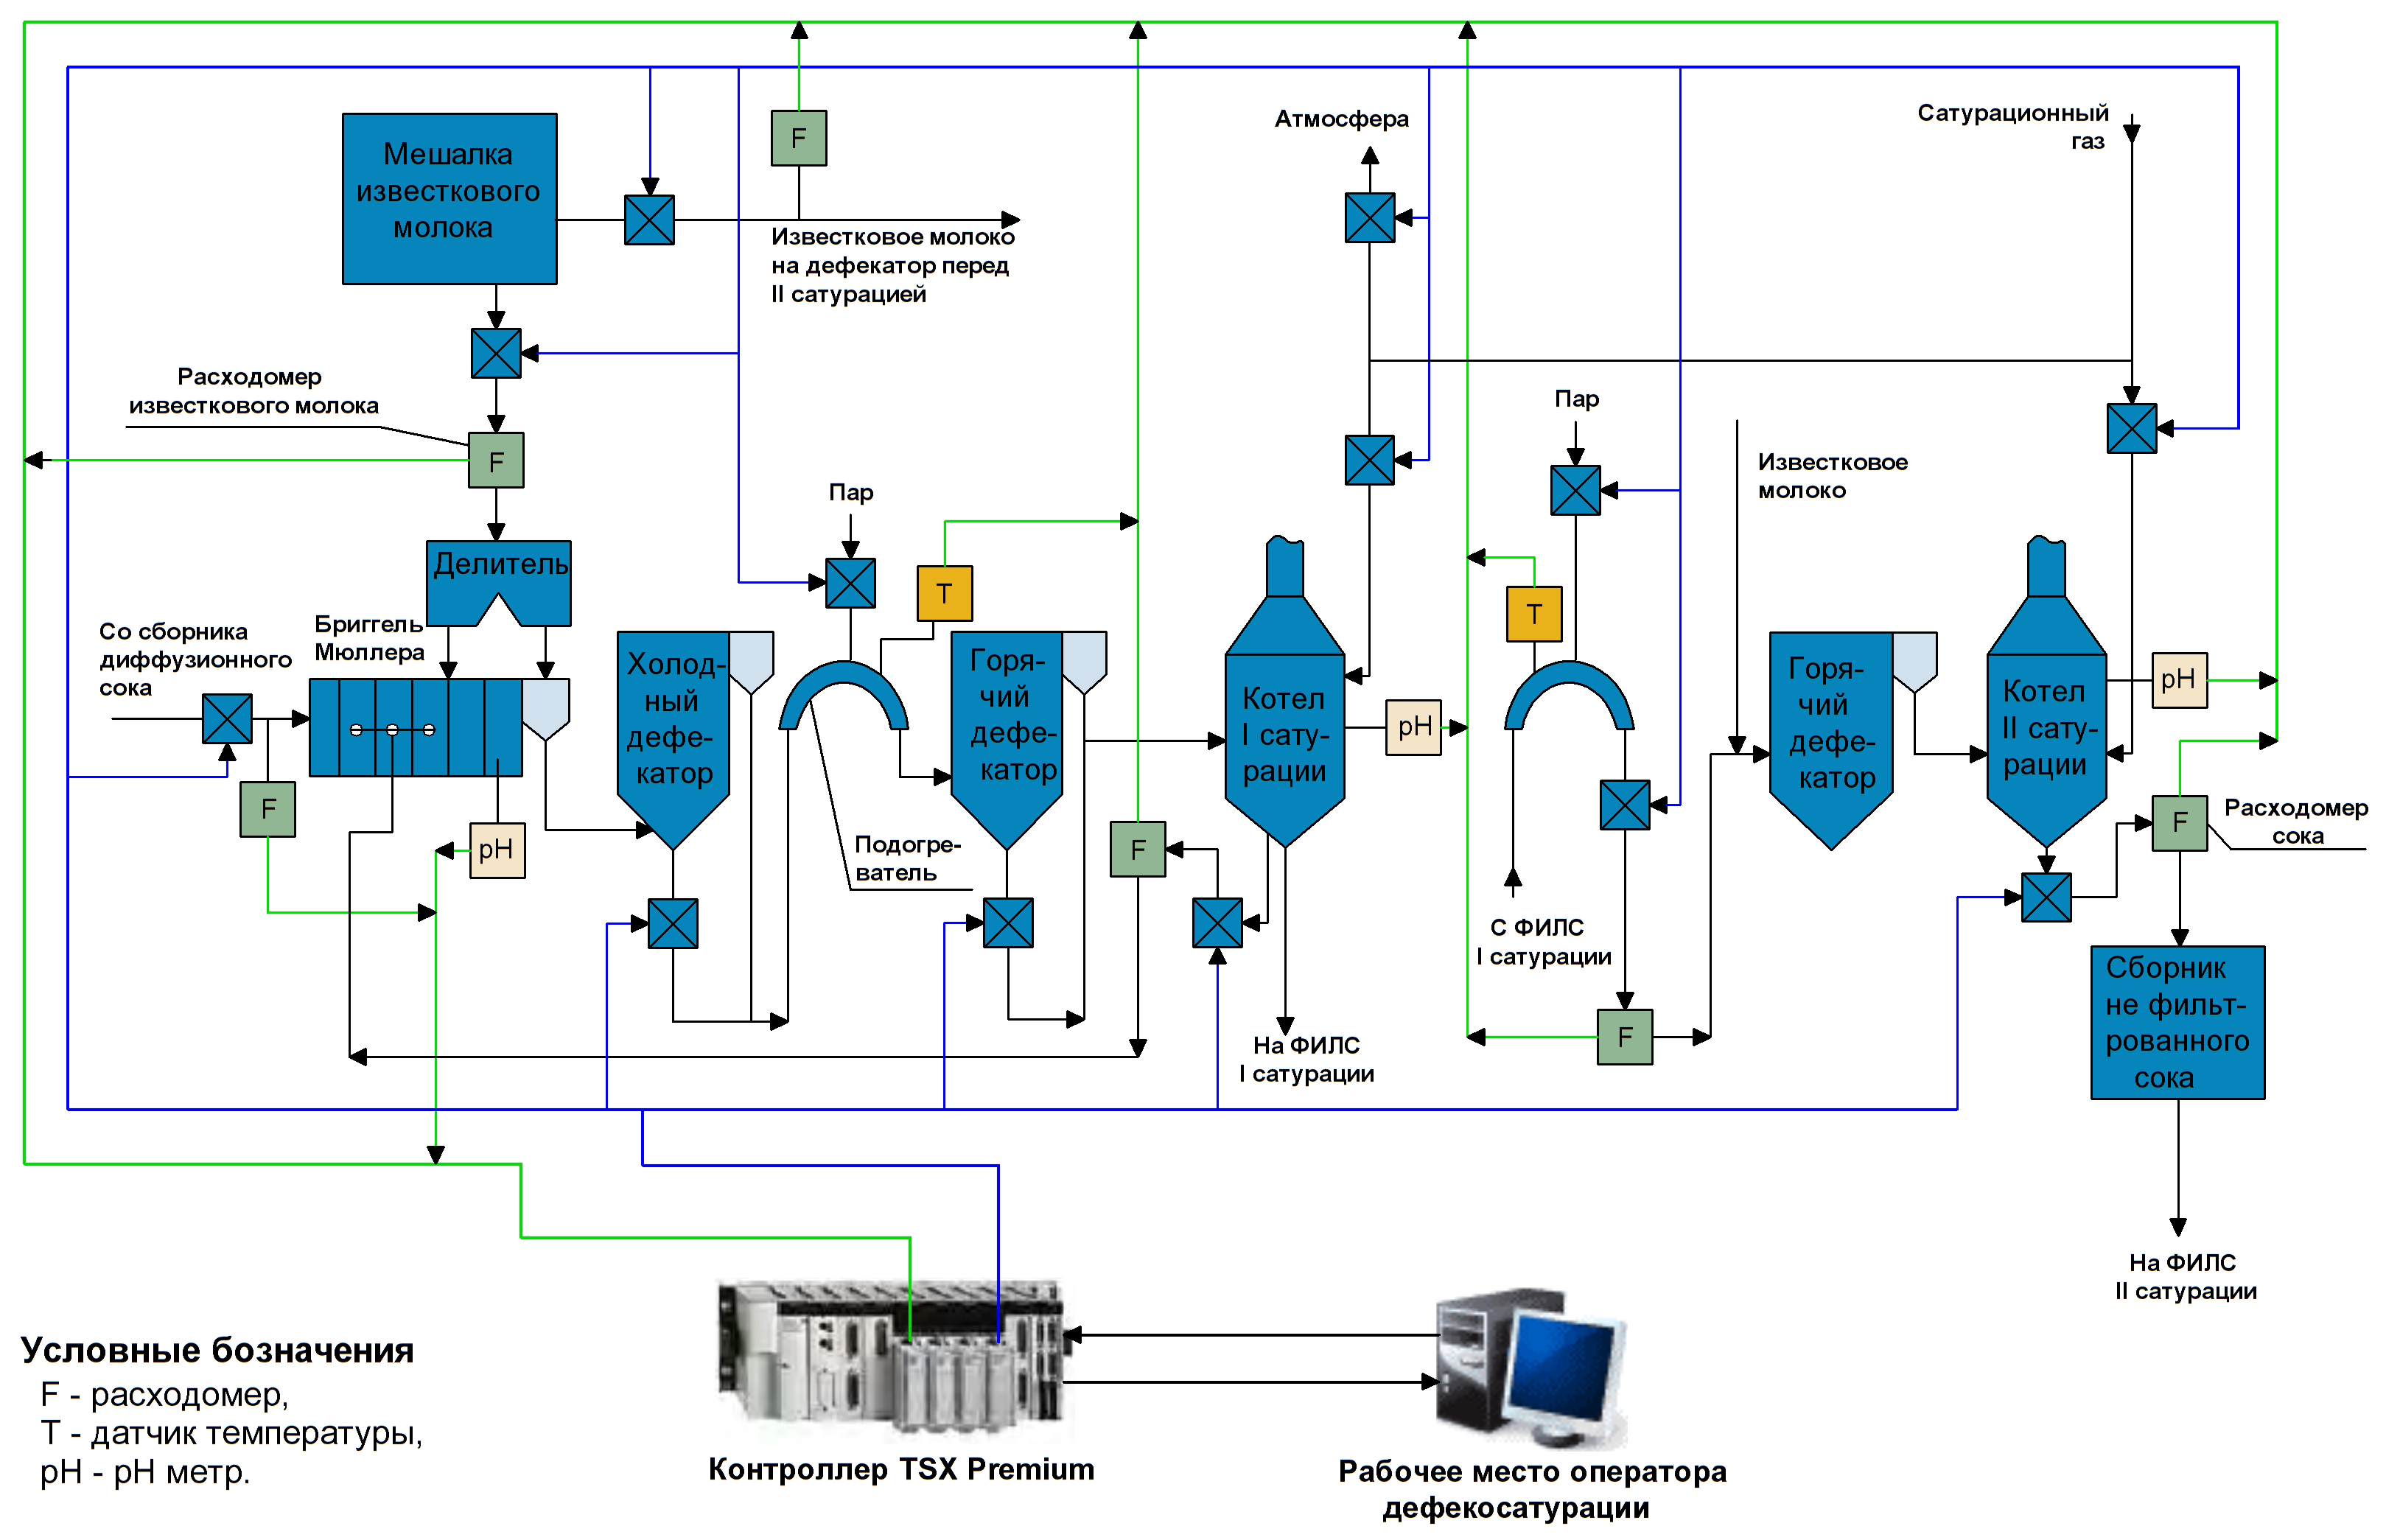 Атмосфера
Сатурационный
газ
F
Мешалка
известкового
молока
Известковое молоко
на дефекатор перед
II сатурацией
Расходомер
известкового молока
F
Пар
Известковое
молоко
Пар
Делитель
T
T
Со сборника
диффузионного
сока
Бриггель
Мюллера
Холод-
ный
дефе-
катор
Горя-
чий
дефе-
катор
Котел
I сату-
рации
pH
Горя-
чий
дефе-
катор
Котел
II сату-
рации
pH
F
pH
Подогре-
ватель
F
F
Расходомер
сока
С ФИЛС
I сатурации
F
На ФИЛС
I сатурации
Сборник
не фильт-
рованного
сока
На ФИЛС
II сатурации
Условные бозначения
F - расходомер,
T - датчик температуры,
pH - pH метр.
Контроллер TSX Premium
Рабочее место оператора
дефекосатурации